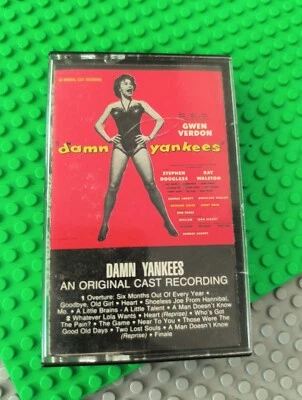 AN ORIGINAL CAST RECORDING
GWEN
VERDON
damn yankees
STEPHEN RAY
DOUGLASS WALSTON
GEORGE ABBOTT
DAMN YANKEES
AN ORIGINAL CAST RECORDING
1 Overture: Six Months Out Of Every Year •
Goodbye, Old Girl • Heart • Shoeless Joe From Hannibal,
Mo. • A Little Brains - A Little Talent • A Man Doesn't Know
2 Whatever Lola Wants • Heart (Reprise) • Who's Got
The Pain? • The Game • Near To You • Those Were The
Good Old Days • Two Lost Souls • A Man Doesn't Know
(Reprise) • Finale